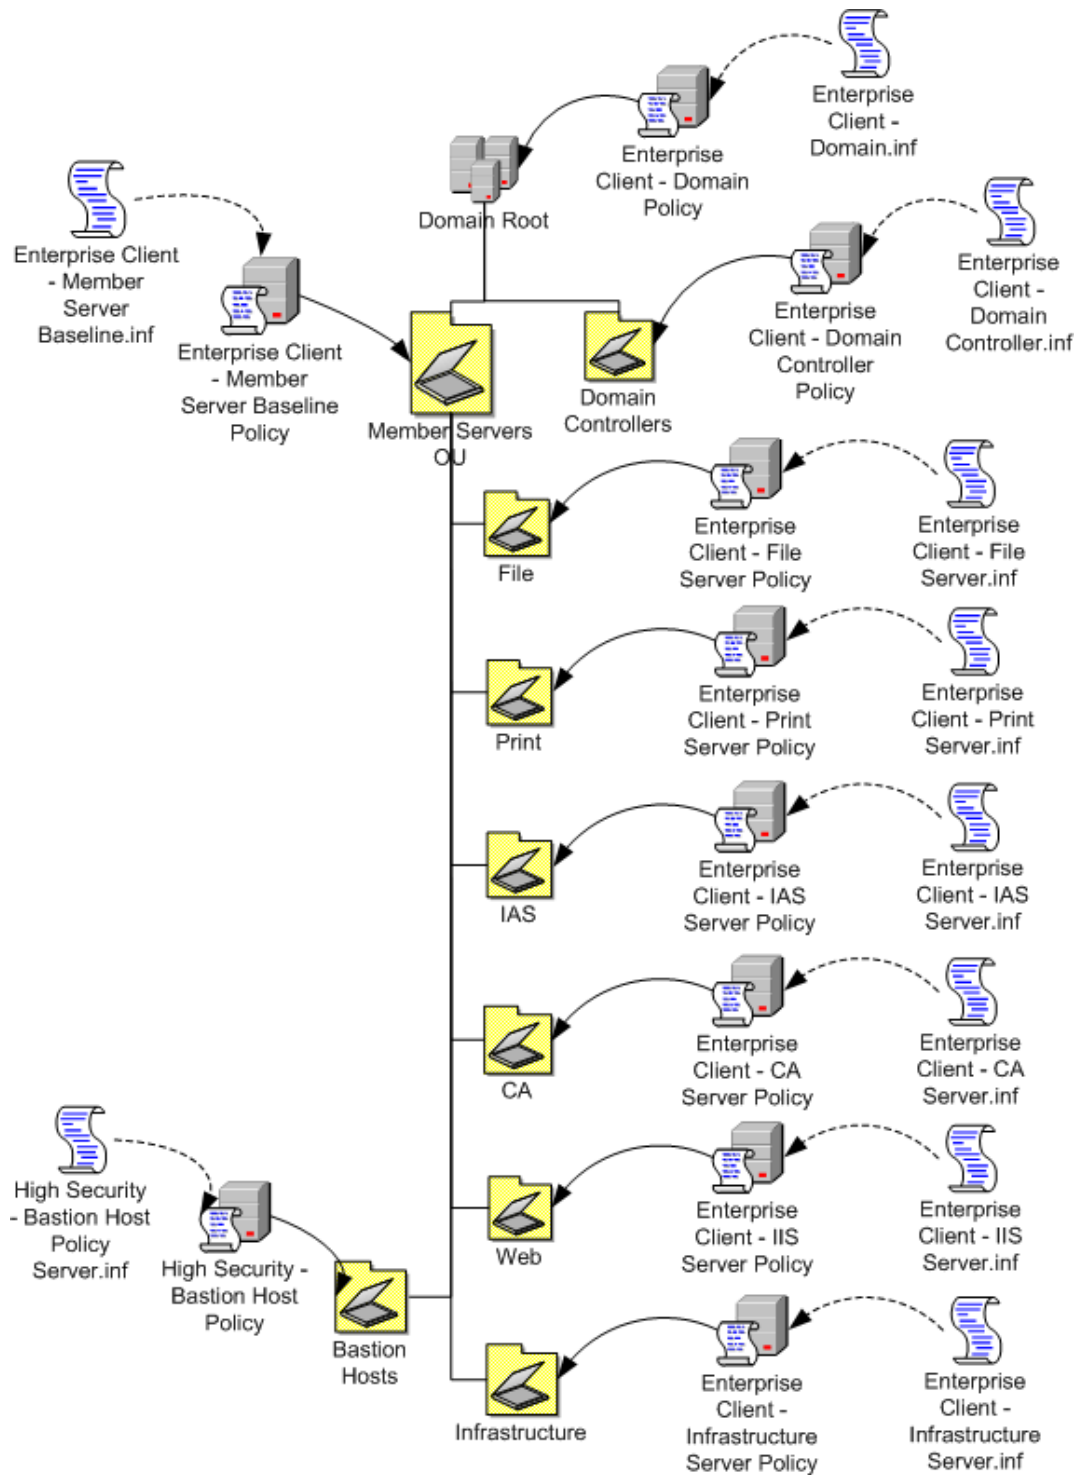 Enterprise
Client -
Domain.inf
Enterprise
Client - Domain
Policy
Domain Root
Enterprise Client
- Member
Server
Baseline.inf
Enterprise
Client -
Domain
Controller.inf
Enterprise
Client - Domain
Controller
Policy
Enterprise Client
- Member
Server Baseline
Policy
Member Servers
OU
Domain
Controllers
File
Enterprise
Client - File
Server Policy
Enterprise
Client - File
Server.inf
Print
Enterprise
Client - Print
Server Policy
Enterprise
Client - Print
Server.inf
IAS
Enterprise
Client - IAS
Server Policy
Enterprise
Client - IAS
Server.inf
CA
Enterprise
Client - CA
Server Policy
Enterprise
Client - CA
Server.inf
High Security
- Bastion Host
Policy
Server.inf
High Security -
Bastion Host
Policy
Web
Enterprise
Client - IIS
Server Policy
Enterprise
Client - IIS
Server.inf
Bastion
Hosts
Infrastructure
Enterprise
Client -
Infrastructure
Server Policy
Enterprise
Client -
Infrastructure
Server.inf